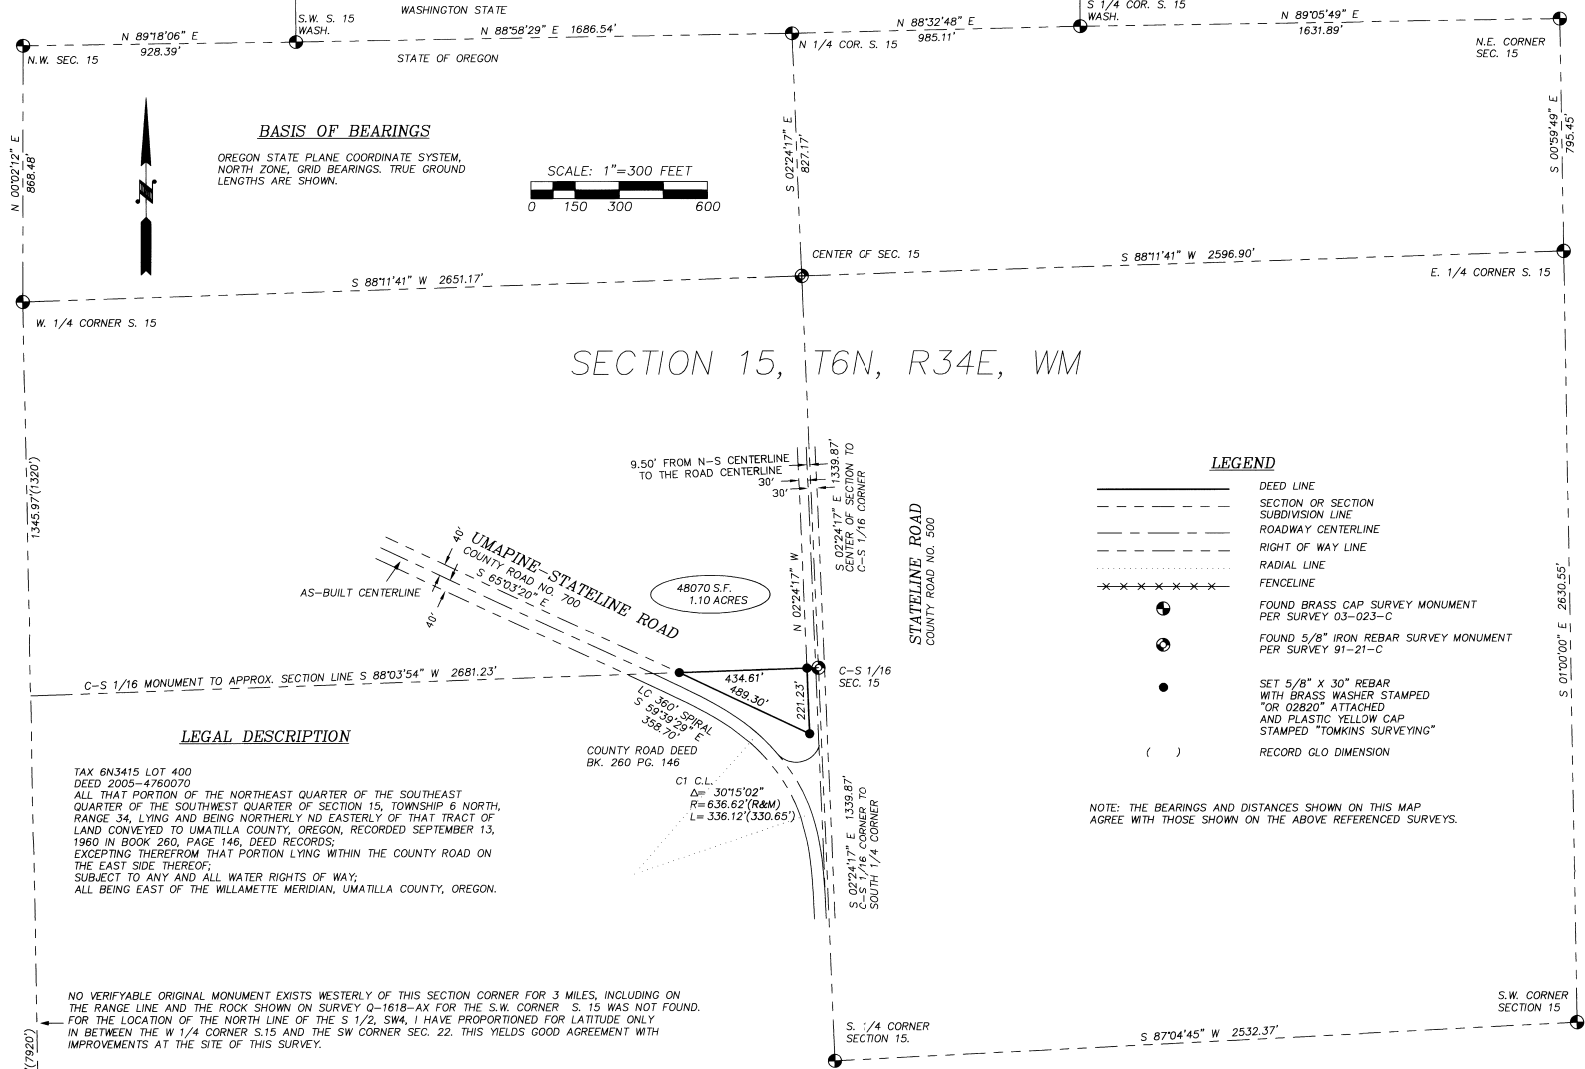 WASHINGTON STATE
S.W. S. 15
WASH.
S 1/4 COR. S. 15
WASH.
N 89°18'06" E
928.39'
N 88°58'29" E 1686.54'
N 88°32'48" E
985.11'
N 89°05'49" E
1631.89'
N.W. SEC. 15
STATE OF OREGON
N 1/4 COR. S. 15
N.E. CORNER
SEC. 15
N 00°02'12" E
868.48'
BASIS OF BEARINGS
OREGON STATE PLANE COORDINATE SYSTEM,
NORTH ZONE, GRID BEARINGS. TRUE GROUND
LENGTHS ARE SHOWN.
N
SCALE: 1"=300 FEET
0 150 300 600
S 02°24'17" E
827.17'
S 00°59'49" E
795.45'
CENTER OF SEC. 15
S 88°11'41" W 2651.17'
S 88°11'41" W 2596.90'
E. 1/4 CORNER S. 15
W. 1/4 CORNER S. 15
SECTION 15, T6N, R34E, WM
1345.97'(1320')
9.50' FROM N-S CENTERLINE
TO THE ROAD CENTERLINE
30'
30'
S 02°24'17" E 1339.87'
CENTER OF SECTION TO
C-S 1/16 CORNER
STATELINE ROAD
COUNTY ROAD NO. 500
N 02°24'17" W
40'
UMAPINE-STATELINE ROAD
COUNTY ROAD NO. 700
S 65°03'20" E
AS-BUILT CENTERLINE
40'
48070 S.F.
1.10 ACRES
C-S 1/16 MONUMENT TO APPROX. SECTION LINE S 88°03'54" W 2681.23'
434.61'
489.30'
221.23'
C-S 1/16
SEC. 15
LC 360' SPIRAL
S 59°39'29" E
358.70'
COUNTY ROAD DEED
BK. 260 PG. 146
C1 C.L.
Δ= 30°15'02"
R=636.62'(R&M)
L= 336.12'(330.65')
S 02°24'17" E 1339.87'
C-S 1/16 CORNER TO
SOUTH 1/4 CORNER
LEGEND
DEED LINE
SECTION OR SECTION
SUBDIVISION LINE
ROADWAY CENTERLINE
RIGHT OF WAY LINE
RADIAL LINE
FENCELINE
FOUND BRASS CAP SURVEY MONUMENT
PER SURVEY 03-023-C
FOUND 5/8" IRON REBAR SURVEY MONUMENT
PER SURVEY 91-21-C
SET 5/8" X 30" REBAR
WITH BRASS WASHER STAMPED
"OR 02820" ATTACHED
AND PLASTIC YELLOW CAP
STAMPED "TOMKINS SURVEYING"
( ) RECORD GLO DIMENSION
S 01°00'00" E 2630.55'
NOTE: THE BEARINGS AND DISTANCES SHOWN ON THIS MAP
AGREE WITH THOSE SHOWN ON THE ABOVE REFERENCED SURVEYS.
LEGAL DESCRIPTION
TAX 6N3415 LOT 400
DEED 2005-4760070
ALL THAT PORTION OF THE NORTHEAST QUARTER OF THE SOUTHEAST
QUARTER OF THE SOUTHWEST QUARTER OF SECTION 15, TOWNSHIP 6 NORTH,
RANGE 34, LYING AND BEING NORTHERLY ND EASTERLY OF THAT TRACT OF
LAND CONVEYED TO UMATILLA COUNTY, OREGON, RECORDED SEPTEMBER 13,
1960 IN BOOK 260, PAGE 146, DEED RECORDS;
EXCEPTING THEREFROM THAT PORTION LYING WITHIN THE COUNTY ROAD ON
THE EAST SIDE THEREOF;
SUBJECT TO ANY AND ALL WATER RIGHTS OF WAY;
ALL BEING EAST OF THE WILLAMETTE MERIDIAN, UMATILLA COUNTY, OREGON.
NO VERIFYABLE ORIGINAL MONUMENT EXISTS WESTERLY OF THIS SECTION CORNER FOR 3 MILES, INCLUDING ON
THE RANGE LINE AND THE ROCK SHOWN ON SURVEY Q-1618-AX FOR THE S.W. CORNER S. 15 WAS NOT FOUND.
FOR THE LOCATION OF THE NORTH LINE OF THE S 1/2, SW4, I HAVE PROPORTIONED FOR LATITUDE ONLY
IN BETWEEN THE W 1/4 CORNER S.15 AND THE SW CORNER SEC. 22. THIS YIELDS GOOD AGREEMENT WITH
IMPROVEMENTS AT THE SITE OF THIS SURVEY.
(7920')
S. 1/4 CORNER
SECTION 15.
S 87°04'45" W 2532.37'
S.W. CORNER
SECTION 15